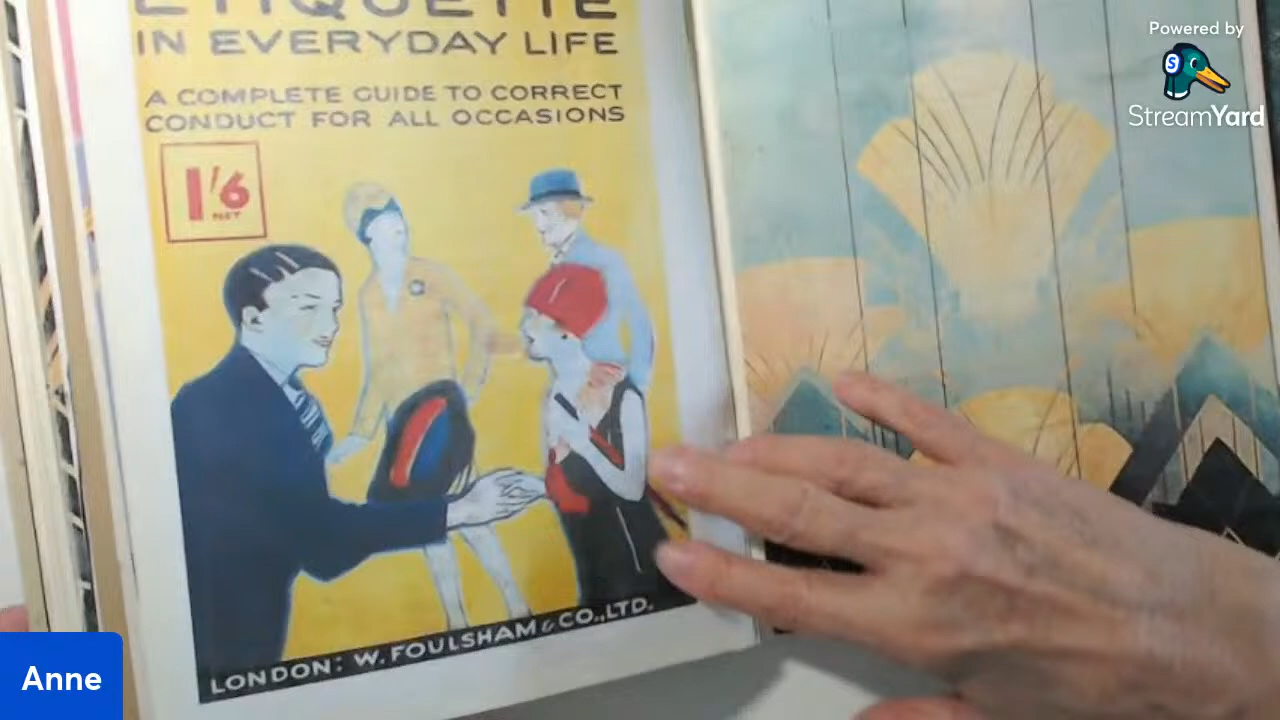 ETIQUETTE
IN EVERYDAY LIFE
A COMPLETE GUIDE TO CORRECT
CONDUCT FOR ALL OCCASIONS
1'/6
NET
LONDON: W. FOULSHAM & CO., LTD.
Powered by
S
StreamYard
Anne